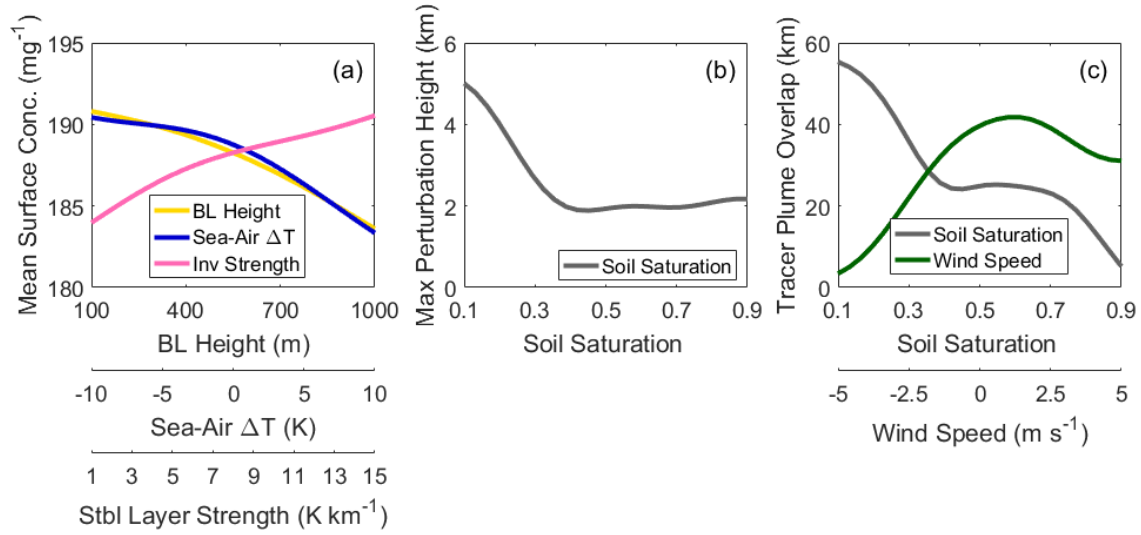 Mean Surface Conc. (mg⁻¹)
195
190
185
180
(a)
BL Height
Sea-Air ΔT
Inv Strength
100 400 700 1000
BL Height (m)
-10 -5 0 5 10
Sea-Air ΔT (K)
1 3 5 7 9 11 13 15
Stbl Layer Strength (K km⁻¹)
Max Perturbation Height (km)
6
4
2
0
(b)
Soil Saturation
0.1 0.3 0.5 0.7 0.9
Soil Saturation
Tracer Plume Overlap (km)
60
40
20
0
(c)
Soil Saturation
Wind Speed
0.1 0.3 0.5 0.7 0.9
Soil Saturation
-5 -2.5 0 2.5 5
Wind Speed (m s⁻¹)